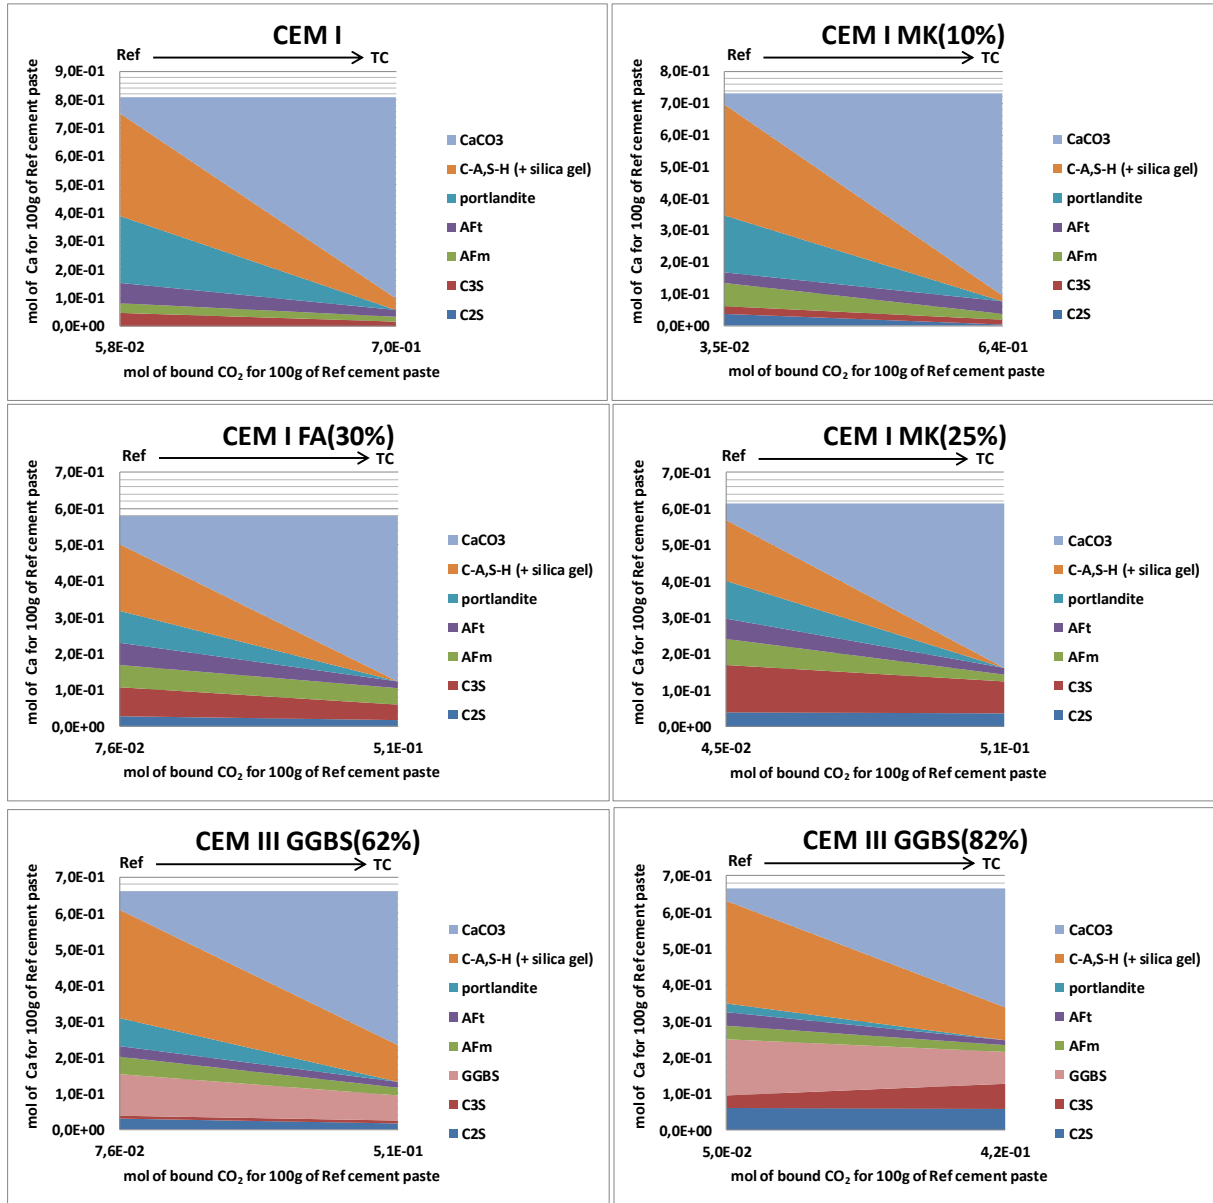 CEM I
Ref
TC
9,0E-01
8,0E-01
7,0E-01
6,0E-01
5,0E-01
4,0E-01
3,0E-01
2,0E-01
1,0E-01
0,0E+00
mol of Ca for 100g of Ref cement paste
CaCO3
C-A,S-H (+ silica gel)
portlandite
AFt
AFm
C3S
C2S
5,8E-02
7,0E-01
mol of bound CO₂ for 100g of Ref cement paste
CEM I MK(10%)
Ref
TC
8,0E-01
7,0E-01
6,0E-01
5,0E-01
4,0E-01
3,0E-01
2,0E-01
1,0E-01
0,0E+00
mol of Ca for 100g of Ref cement paste
CaCO3
C-A,S-H (+ silica gel)
portlandite
AFt
AFm
C3S
C2S
3,5E-02
6,4E-01
mol of bound CO₂ for 100g of Ref cement paste
CEM I FA(30%)
Ref
TC
7,0E-01
6,0E-01
5,0E-01
4,0E-01
3,0E-01
2,0E-01
1,0E-01
0,0E+00
mol of Ca for 100g of Ref cement paste
CaCO3
C-A,S-H (+ silica gel)
portlandite
AFt
AFm
C3S
C2S
7,6E-02
5,1E-01
mol of bound CO₂ for 100g of Ref cement paste
CEM I MK(25%)
Ref
TC
7,0E-01
6,0E-01
5,0E-01
4,0E-01
3,0E-01
2,0E-01
1,0E-01
0,0E+00
mol of Ca for 100g of Ref cement paste
CaCO3
C-A,S-H (+ silica gel)
portlandite
AFt
AFm
C3S
C2S
4,5E-02
5,1E-01
mol of bound CO₂ for 100g of Ref cement paste
CEM III GGBS(62%)
Ref
TC
7,0E-01
6,0E-01
5,0E-01
4,0E-01
3,0E-01
2,0E-01
1,0E-01
0,0E+00
mol of Ca for 100g of Ref cement paste
CaCO3
C-A,S-H (+ silica gel)
portlandite
AFt
AFm
GGBS
C3S
C2S
7,6E-02
5,1E-01
mol of bound CO₂ for 100g of Ref cement paste
CEM III GGBS(82%)
Ref
TC
7,0E-01
6,0E-01
5,0E-01
4,0E-01
3,0E-01
2,0E-01
1,0E-01
0,0E+00
mol of Ca for 100g of Ref cement paste
CaCO3
C-A,S-H (+ silica gel)
portlandite
AFt
AFm
GGBS
C3S
C2S
5,0E-02
4,2E-01
mol of bound CO₂ for 100g of Ref cement paste